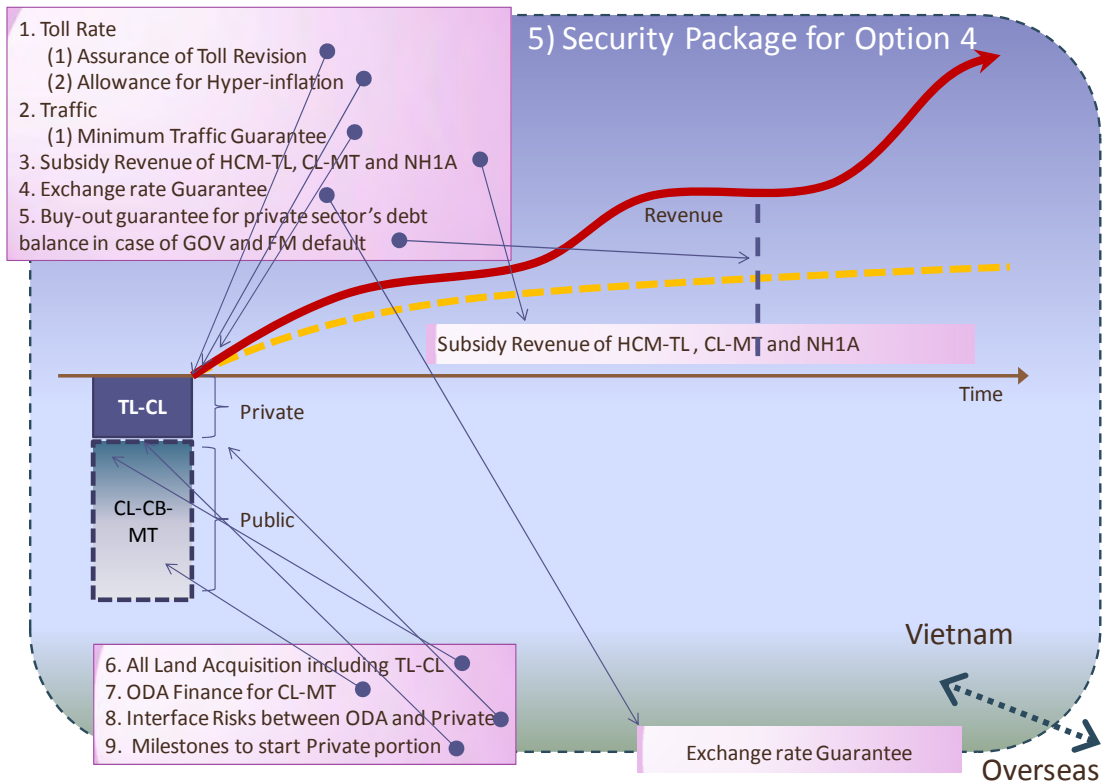 5) Security Package for Option 4
1. Toll Rate
(1) Assurance of Toll Revision
(2) Allowance for Hyper-inflation
2. Traffic
(1) Minimum Traffic Guarantee
3. Subsidy Revenue of HCM-TL, CL-MT and NH1A
4. Exchange rate Guarantee
5. Buy-out guarantee for private sector's debt
balance in case of GOV and FM default
Revenue
Subsidy Revenue of HCM-TL , CL-MT and NH1A
Time
TL-CL
Private
CL-CB-
MT
Public
Vietnam
6. All Land Acquisition including TL-CL
7. ODA Finance for CL-MT
8. Interface Risks between ODA and Private
9. Milestones to start Private portion
Exchange rate Guarantee
Overseas